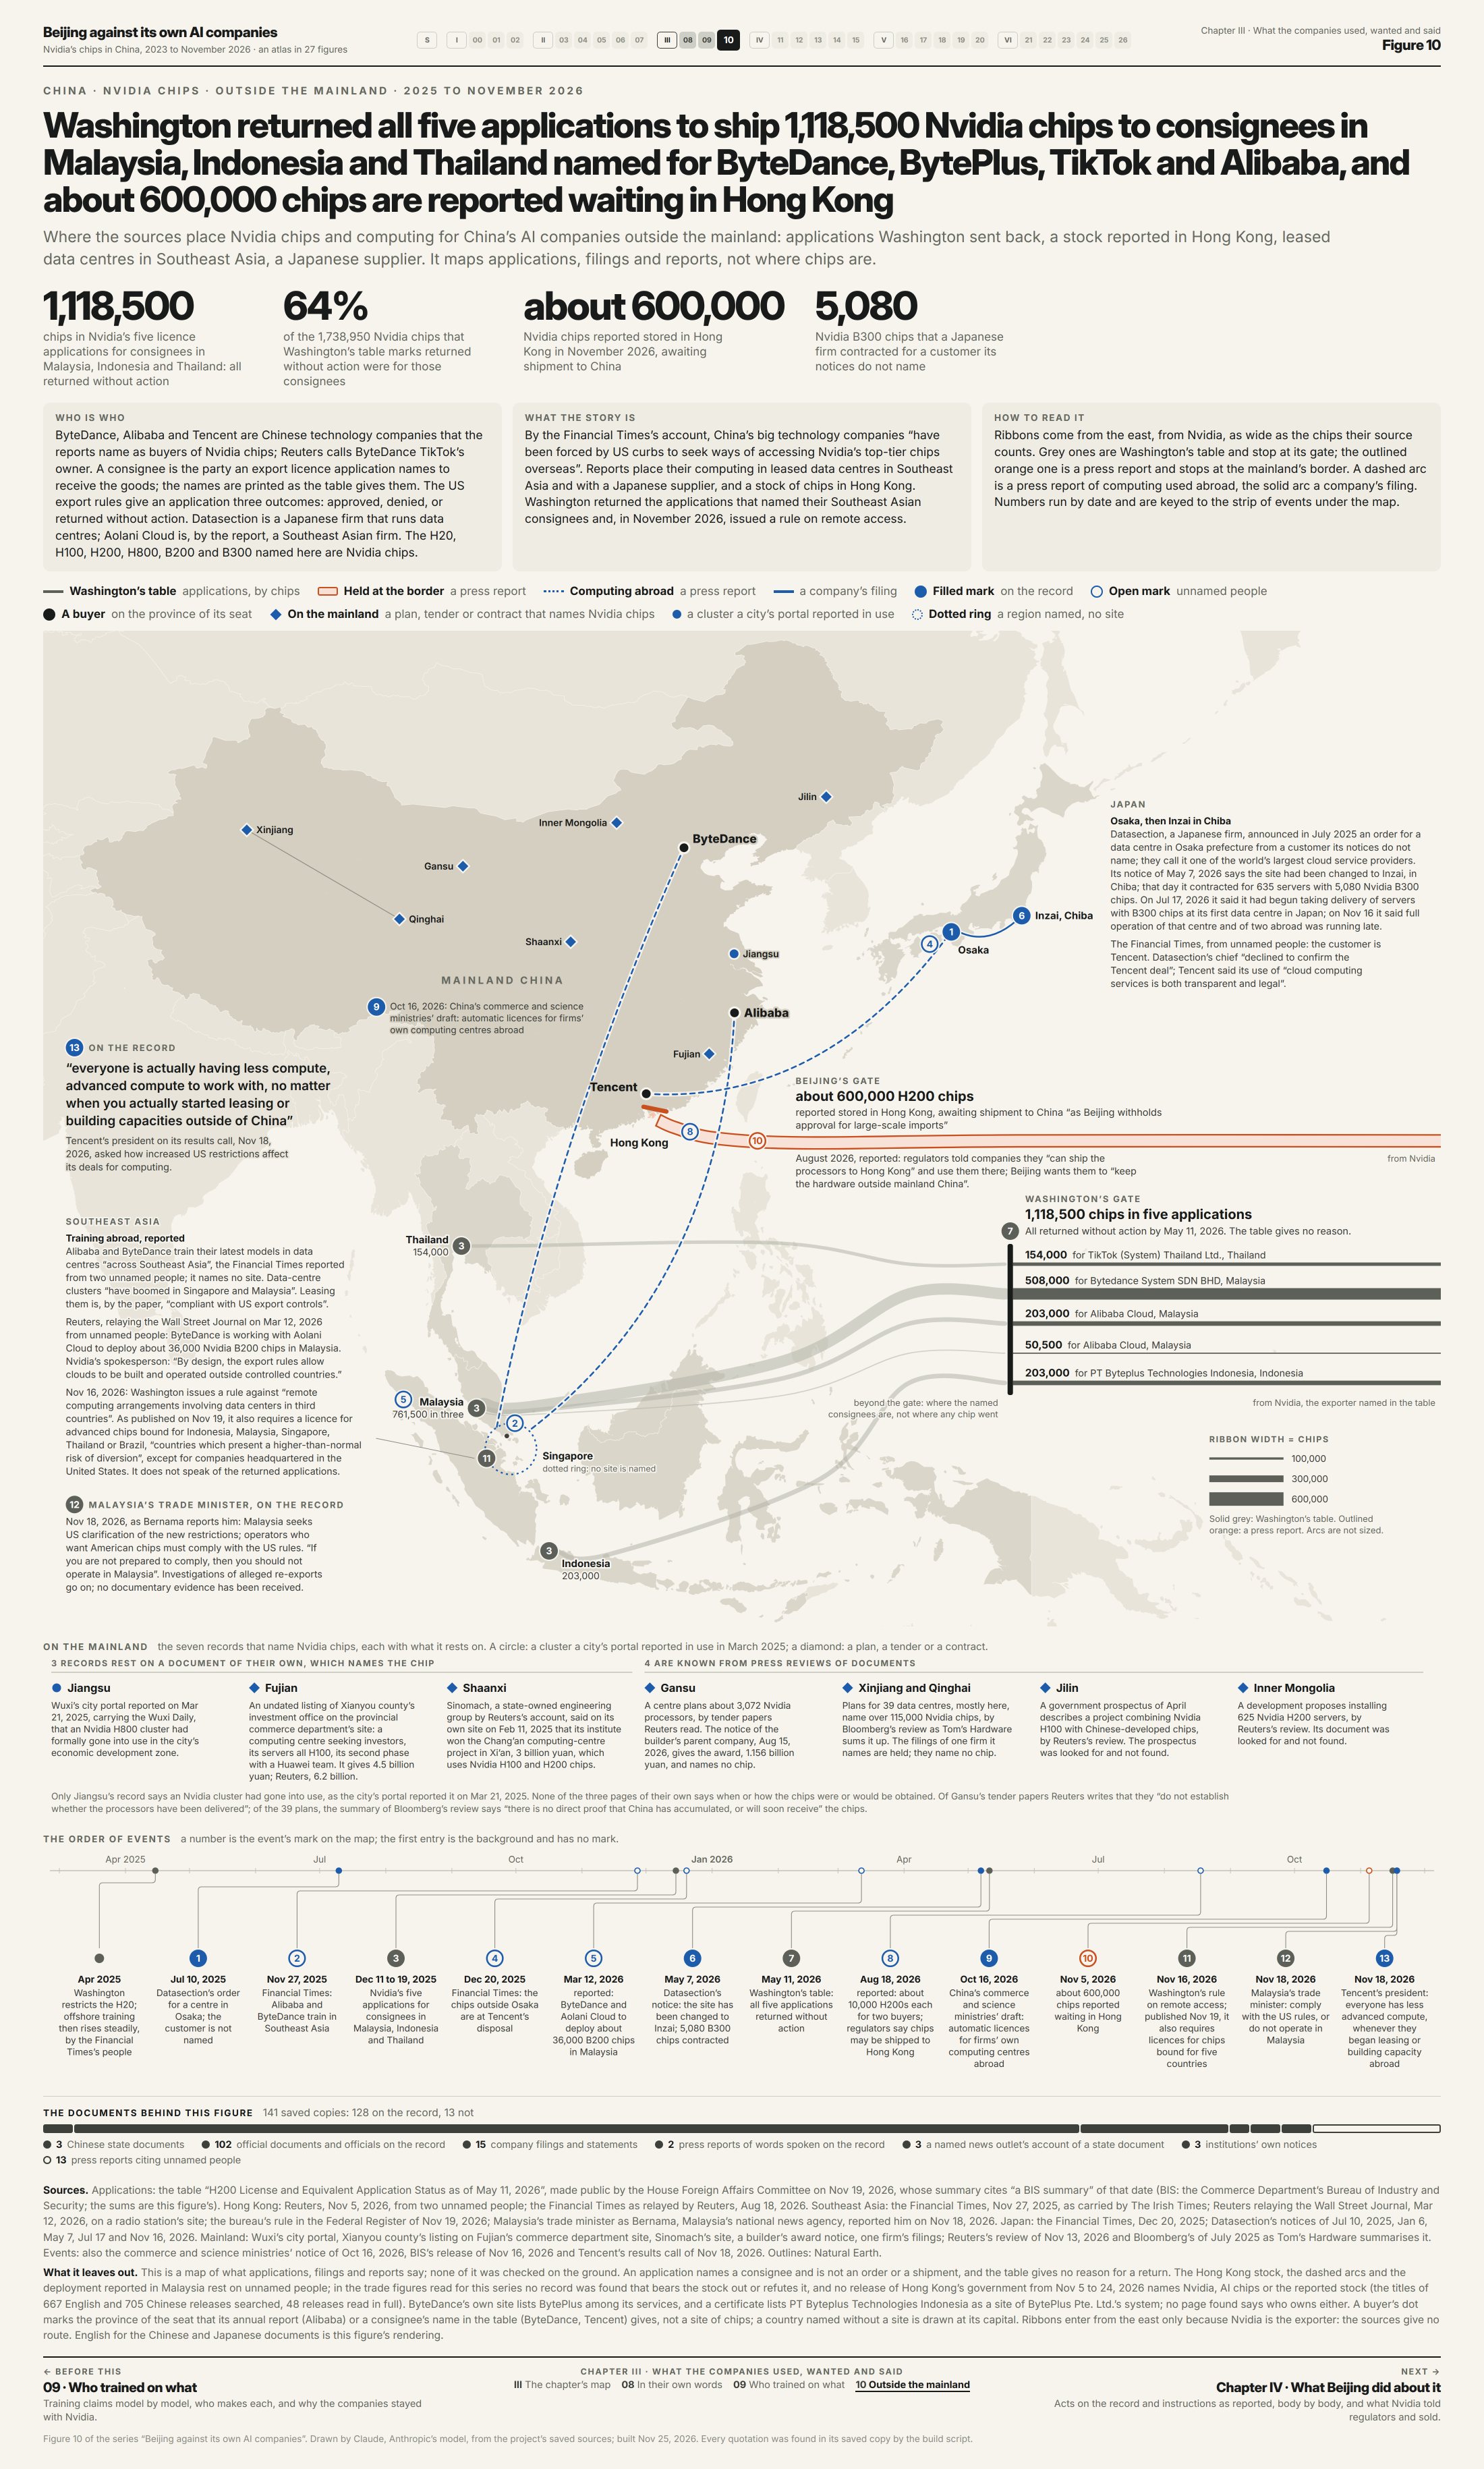 Beijing against its own AI companies
Nvidia's chips in China, 2023 to November 2026 · an atlas in 27 figures
S I 00 01 02 II 03 04 05 06 07 III 08 09 10 IV 11 12 13 14 15 V 16 17 18 19 20 VI 21 22 23 24 25 26
Chapter III · What the companies used, wanted and said
Figure 10
CHINA · NVIDIA CHIPS · OUTSIDE THE MAINLAND · 2025 TO NOVEMBER 2026
Washington returned all five applications to ship 1,118,500 Nvidia chips to consignees in
Malaysia, Indonesia and Thailand named for ByteDance, BytePlus, TikTok and Alibaba, and
about 600,000 chips are reported waiting in Hong Kong
Where the sources place Nvidia chips and computing for China's AI companies outside the mainland: applications Washington sent back, a stock reported in Hong Kong, leased
data centres in Southeast Asia, a Japanese supplier. It maps applications, filings and reports, not where chips are.
1,118,500
chips in Nvidia's five licence
applications for consignees in
Malaysia, Indonesia and Thailand: all
returned without action
64%
of the 1,738,950 Nvidia chips that
Washington's table marks returned
without action were for those
consignees
about 600,000
Nvidia chips reported stored in Hong
Kong in November 2026, awaiting
shipment to China
5,080
Nvidia B300 chips that a Japanese
firm contracted for a customer its
notices do not name
WHO IS WHO
ByteDance, Alibaba and Tencent are Chinese technology companies that the
reports name as buyers of Nvidia chips; Reuters calls ByteDance TikTok's
owner. A consignee is the party an export licence application names to
receive the goods; the names are printed as the table gives them. The US
export rules give an application three outcomes: approved, denied, or
returned without action. Datasection is a Japanese firm that runs data
centres; Aolani Cloud is, by the report, a Southeast Asian firm. The H20,
H100, H200, H800, B200 and B300 named here are Nvidia chips.
WHAT THE STORY IS
By the Financial Times's account, China's big technology companies "have
been forced by US curbs to seek ways of accessing Nvidia's top-tier chips
overseas". Reports place their computing in leased data centres in Southeast
Asia and with a Japanese supplier, and a stock of chips in Hong Kong.
Washington returned the applications that named their Southeast Asian
consignees and, in November 2026, issued a rule on remote access.
HOW TO READ IT
Ribbons come from the east, from Nvidia, as wide as the chips their source
counts. Grey ones are Washington's table and stop at its gate; the outlined
orange one is a press report and stops at the mainland's border. A dashed arc
is a press report of computing used abroad, the solid arc a company's filing.
Numbers run by date and are keyed to the strip of events under the map.
Washington's table applications, by chips
Held at the border a press report
Computing abroad a press report
a company's filing
Filled mark on the record
Open mark unnamed people
A buyer on the province of its seat
On the mainland a plan, tender or contract that names Nvidia chips
a cluster a city's portal reported in use
Dotted ring a region named, no site
Jilin
Xinjiang
Inner Mongolia
ByteDance
Gansu
Qinghai
Shaanxi
Jiangsu
MAINLAND CHINA
9 Oct 16, 2026: China's commerce and science
ministries' draft: automatic licences for firms'
own computing centres abroad
Alibaba
Fujian
Tencent
Hong Kong
8
10
JAPAN
Osaka, then Inzai in Chiba
Datasection, a Japanese firm, announced in July 2025 an order for a
data centre in Osaka prefecture from a customer its notices do not
name; they call it one of the world's largest cloud service providers.
Its notice of May 7, 2026 says the site had been changed to Inzai, in
Chiba; that day it contracted for 635 servers with 5,080 Nvidia B300
chips. On Jul 17, 2026 it said it had begun taking delivery of servers
with B300 chips at its first data centre in Japan; on Nov 16 it said full
operation of that centre and of two abroad was running late.
The Financial Times, from unnamed people: the customer is
Tencent. Datasection's chief "declined to confirm the
Tencent deal"; Tencent said its use of "cloud computing
services is both transparent and legal".
6 Inzai, Chiba
1
4
Osaka
13 ON THE RECORD
"everyone is actually having less compute,
advanced compute to work with, no matter
when you actually started leasing or
building capacities outside of China"
Tencent's president on its results call, Nov 18,
2026, asked how increased US restrictions affect
its deals for computing.
BEIJING'S GATE
about 600,000 H200 chips
reported stored in Hong Kong, awaiting shipment to China "as Beijing withholds
approval for large-scale imports"
August 2026, reported: regulators told companies they "can ship the
processors to Hong Kong" and use them there; Beijing wants them to "keep
the hardware outside mainland China".
from Nvidia
WASHINGTON'S GATE
1,118,500 chips in five applications
7 All returned without action by May 11, 2026. The table gives no reason.
154,000 for TikTok (System) Thailand Ltd., Thailand
508,000 for Bytedance System SDN BHD, Malaysia
203,000 for Alibaba Cloud, Malaysia
50,500 for Alibaba Cloud, Malaysia
203,000 for PT Byteplus Technologies Indonesia, Indonesia
beyond the gate: where the named
consignees are, not where any chip went
from Nvidia, the exporter named in the table
RIBBON WIDTH = CHIPS
100,000
300,000
600,000
Solid grey: Washington's table. Outlined
orange: a press report. Arcs are not sized.
SOUTHEAST ASIA
Training abroad, reported
Alibaba and ByteDance train their latest models in data
centres "across Southeast Asia", the Financial Times reported
from two unnamed people; it names no site. Data-centre
clusters "have boomed in Singapore and Malaysia". Leasing
them is, by the paper, "compliant with US export controls".
Reuters, relaying the Wall Street Journal on Mar 12, 2026
from unnamed people: ByteDance is working with Aolani
Cloud to deploy about 36,000 Nvidia B200 chips in Malaysia.
Nvidia's spokesperson: "By design, the export rules allow
clouds to be built and operated outside controlled countries."
Nov 16, 2026: Washington issues a rule against "remote
computing arrangements involving data centers in third
countries". As published on Nov 19, it also requires a licence for
advanced chips bound for Indonesia, Malaysia, Singapore,
Thailand or Brazil, "countries which present a higher-than-normal
risk of diversion", except for companies headquartered in the
United States. It does not speak of the returned applications.
Thailand
154,000
3
5 Malaysia
761,500 in three
3
2
11
Singapore
dotted ring: no site is named
3
Indonesia
203,000
12 MALAYSIA'S TRADE MINISTER, ON THE RECORD
Nov 18, 2026, as Bernama reports him: Malaysia seeks
US clarification of the new restrictions; operators who
want American chips must comply with the US rules. "If
you are not prepared to comply, then you should not
operate in Malaysia". Investigations of alleged re-exports
go on; no documentary evidence has been received.
ON THE MAINLAND the seven records that name Nvidia chips, each with what it rests on. A circle: a cluster a city's portal reported in use in March 2025; a diamond: a plan, a tender or a contract.
3 RECORDS REST ON A DOCUMENT OF THEIR OWN, WHICH NAMES THE CHIP
4 ARE KNOWN FROM PRESS REVIEWS OF DOCUMENTS
Jiangsu
Wuxi's city portal reported on Mar
21, 2025, carrying the Wuxi Daily,
that an Nvidia H800 cluster had
formally gone into use in the city's
economic development zone.
Fujian
An undated listing of Xianyou county's
investment office on the provincial
commerce department's site: a
computing centre seeking investors,
its servers all H100, its second phase
with a Huawei team. It gives 4.5 billion
yuan; Reuters, 6.2 billion.
Shaanxi
Sinomach, a state-owned engineering
group by Reuters's account, said on its
own site on Feb 11, 2025 that its institute
won the Chang'an computing-centre
project in Xi'an, 3 billion yuan, which
uses Nvidia H100 and H200 chips.
Gansu
A centre plans about 3,072 Nvidia
processors, by tender papers
Reuters read. The notice of the
builder's parent company, Aug 15,
2026, gives the award, 1.156 billion
yuan, and names no chip.
Xinjiang and Qinghai
Plans for 39 data centres, mostly here,
name over 115,000 Nvidia chips, by
Bloomberg's review as Tom's Hardware
sums it up. The filings of one firm it
names are held; they name no chip.
Jilin
A government prospectus of April
describes a project combining Nvidia
H100 with Chinese-developed chips,
by Reuters's review. The prospectus
was looked for and not found.
Inner Mongolia
A development proposes installing
625 Nvidia H200 servers, by
Reuters's review. Its document was
looked for and not found.
Only Jiangsu's record says an Nvidia cluster had gone into use, as the city's portal reported it on Mar 21, 2025. None of the three pages of their own says when or how the chips were or would be obtained. Of Gansu's tender papers Reuters writes that they "do not establish
whether the processors have been delivered"; of the 39 plans, the summary of Bloomberg's review says "there is no direct proof that China has accumulated, or will soon receive" the chips.
THE ORDER OF EVENTS a number is the event's mark on the map; the first entry is the background and has no mark.
Apr 2025 Jul Oct Jan 2026 Apr Jul Oct
Apr 2025
Washington
restricts the H20;
offshore training
then rises steadily,
by the Financial
Times's people
1
Jul 10, 2025
Datasection's order
for a centre in
Osaka; the
customer is not
named
2
Nov 27, 2025
Financial Times:
Alibaba and
ByteDance train in
Southeast Asia
3
Dec 11 to 19, 2025
Nvidia's five
applications for
consignees in
Malaysia, Indonesia
and Thailand
4
Dec 20, 2025
Financial Times: the
chips outside Osaka
are at Tencent's
disposal
5
Mar 12, 2026
reported:
ByteDance and
Aolani Cloud to
deploy about
36,000 B200 chips
in Malaysia
6
May 7, 2026
Datasection's
notice: the site has
been changed to
Inzai; 5,080 B300
chips contracted
7
May 11, 2026
Washington's table:
all five applications
returned without
action
8
Aug 18, 2026
reported: about
10,000 H200s each
for two buyers;
regulators say chips
may be shipped to
Hong Kong
9
Oct 16, 2026
China's commerce
and science
ministries' draft:
automatic licences
for firms' own
computing centres
abroad
10
Nov 5, 2026
about 600,000
chips reported
waiting in Hong
Kong
11
Nov 16, 2026
Washington's rule
on remote access;
published Nov 19, it
also requires
licences for chips
bound for five
countries
12
Nov 18, 2026
Malaysia's trade
minister: comply
with the US rules, or
do not operate in
Malaysia
13
Nov 18, 2026
Tencent's president:
everyone has less
advanced compute,
whenever they
began leasing or
building capacity
abroad
THE DOCUMENTS BEHIND THIS FIGURE 141 saved copies: 128 on the record, 13 not
3 Chinese state documents
102 official documents and officials on the record
15 company filings and statements
2 press reports of words spoken on the record
3 a named news outlet's account of a state document
3 institutions' own notices
13 press reports citing unnamed people
Sources. Applications: the table "H200 License and Equivalent Application Status as of May 11, 2026", made public by the House Foreign Affairs Committee on Nov 19, 2026, whose summary cites "a BIS summary" of that date (BIS: the Commerce Department's Bureau of Industry and
Security; the sums are this figure's). Hong Kong: Reuters, Nov 5, 2026, from two unnamed people; the Financial Times as relayed by Reuters, Aug 18, 2026. Southeast Asia: the Financial Times, Nov 27, 2025, as carried by The Irish Times; Reuters relaying the Wall Street Journal, Mar
12, 2026, on a radio station's site; the bureau's rule in the Federal Register of Nov 19, 2026; Malaysia's trade minister as Bernama, Malaysia's national news agency, reported him on Nov 18, 2026. Japan: the Financial Times, Dec 20, 2025; Datasection's notices of Jul 10, 2025, Jan 6,
May 7, Jul 17 and Nov 16, 2026. Mainland: Wuxi's city portal, Xianyou county's listing on Fujian's commerce department site, Sinomach's site, a builder's award notice, one firm's filings; Reuters's review of Nov 13, 2026 and Bloomberg's of July 2025 as Tom's Hardware summarises it.
Events: also the commerce and science ministries' notice of Oct 16, 2026, BIS's release of Nov 16, 2026 and Tencent's results call of Nov 18, 2026. Outlines: Natural Earth.
What it leaves out. This is a map of what applications, filings and reports say; none of it was checked on the ground. An application names a consignee and is not an order or a shipment, and the table gives no reason for a return. The Hong Kong stock, the dashed arcs and the
deployment reported in Malaysia rest on unnamed people; in the trade figures read for this series no record was found that bears the stock out or refutes it, and no release of Hong Kong's government from Nov 5 to 24, 2026 names Nvidia, AI chips or the reported stock (the titles of
667 English and 705 Chinese releases searched, 48 releases read in full). ByteDance's own site lists BytePlus among its services, and a certificate lists PT Byteplus Technologies Indonesia as a site of BytePlus Pte. Ltd.'s system; no page found says who owns either. A buyer's dot
marks the province of the seat that its annual report (Alibaba) or a consignee's name in the table (ByteDance, Tencent) gives, not a site of chips; a country named without a site is drawn at its capital. Ribbons enter from the east only because Nvidia is the exporter: the sources give no
route. English for the Chinese and Japanese documents is this figure's rendering.
← BEFORE THIS
09 · Who trained on what
Training claims model by model, who makes each, and why the companies stayed
with Nvidia.
CHAPTER III · WHAT THE COMPANIES USED, WANTED AND SAID
III The chapter's map 08 In their own words 09 Who trained on what 10 Outside the mainland
NEXT →
Chapter IV · What Beijing did about it
Acts on the record and instructions as reported, body by body, and what Nvidia told
regulators and sold.
Figure 10 of the series "Beijing against its own AI companies". Drawn by Claude, Anthropic's model, from the project's saved sources; built Nov 25, 2026. Every quotation was found in its saved copy by the build script.